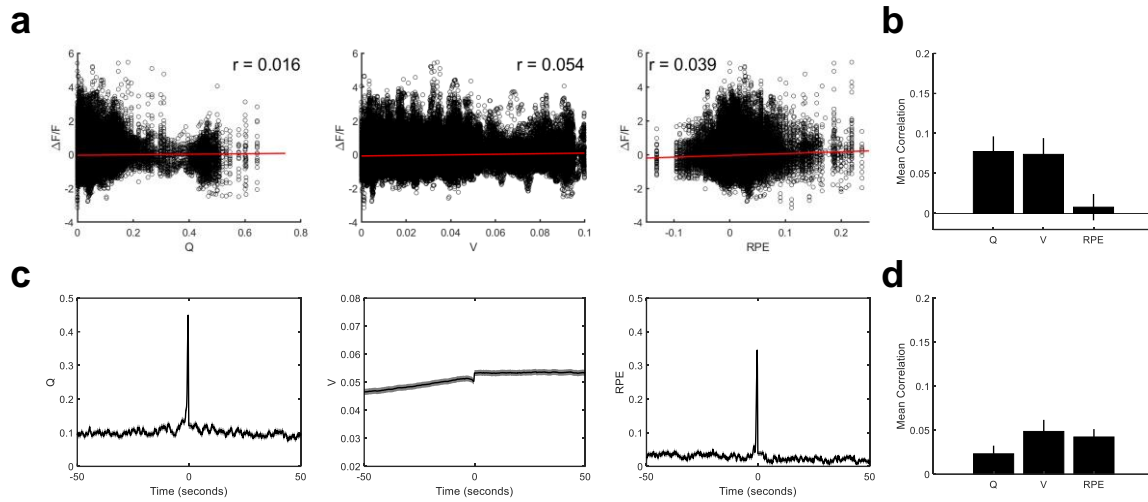 a
6
4
2
0
-2
-4
ΔF/F
r = 0.016
0
0.2
0.4
0.6
0.8
Q
6
4
2
0
-2
-4
ΔF/F
r = 0.054
0
0.02
0.04
0.06
0.08
0.1
V
6
4
2
0
-2
-4
ΔF/F
r = 0.039
-0.1
0
0.1
0.2
RPE
b
0.2
0.15
0.1
0.05
0
Mean Correlation
Q
V
RPE
c
0.5
0.4
0.3
0.2
0.1
0
Q
-50
0
50
Time (seconds)
0.08
0.07
0.06
0.05
0.04
0.03
0.02
V
-50
0
50
Time (seconds)
0.5
0.4
0.3
0.2
0.1
0
RPE
-50
0
50
Time (seconds)
d
0.2
0.15
0.1
0.05
0
Mean Correlation
Q
V
RPE